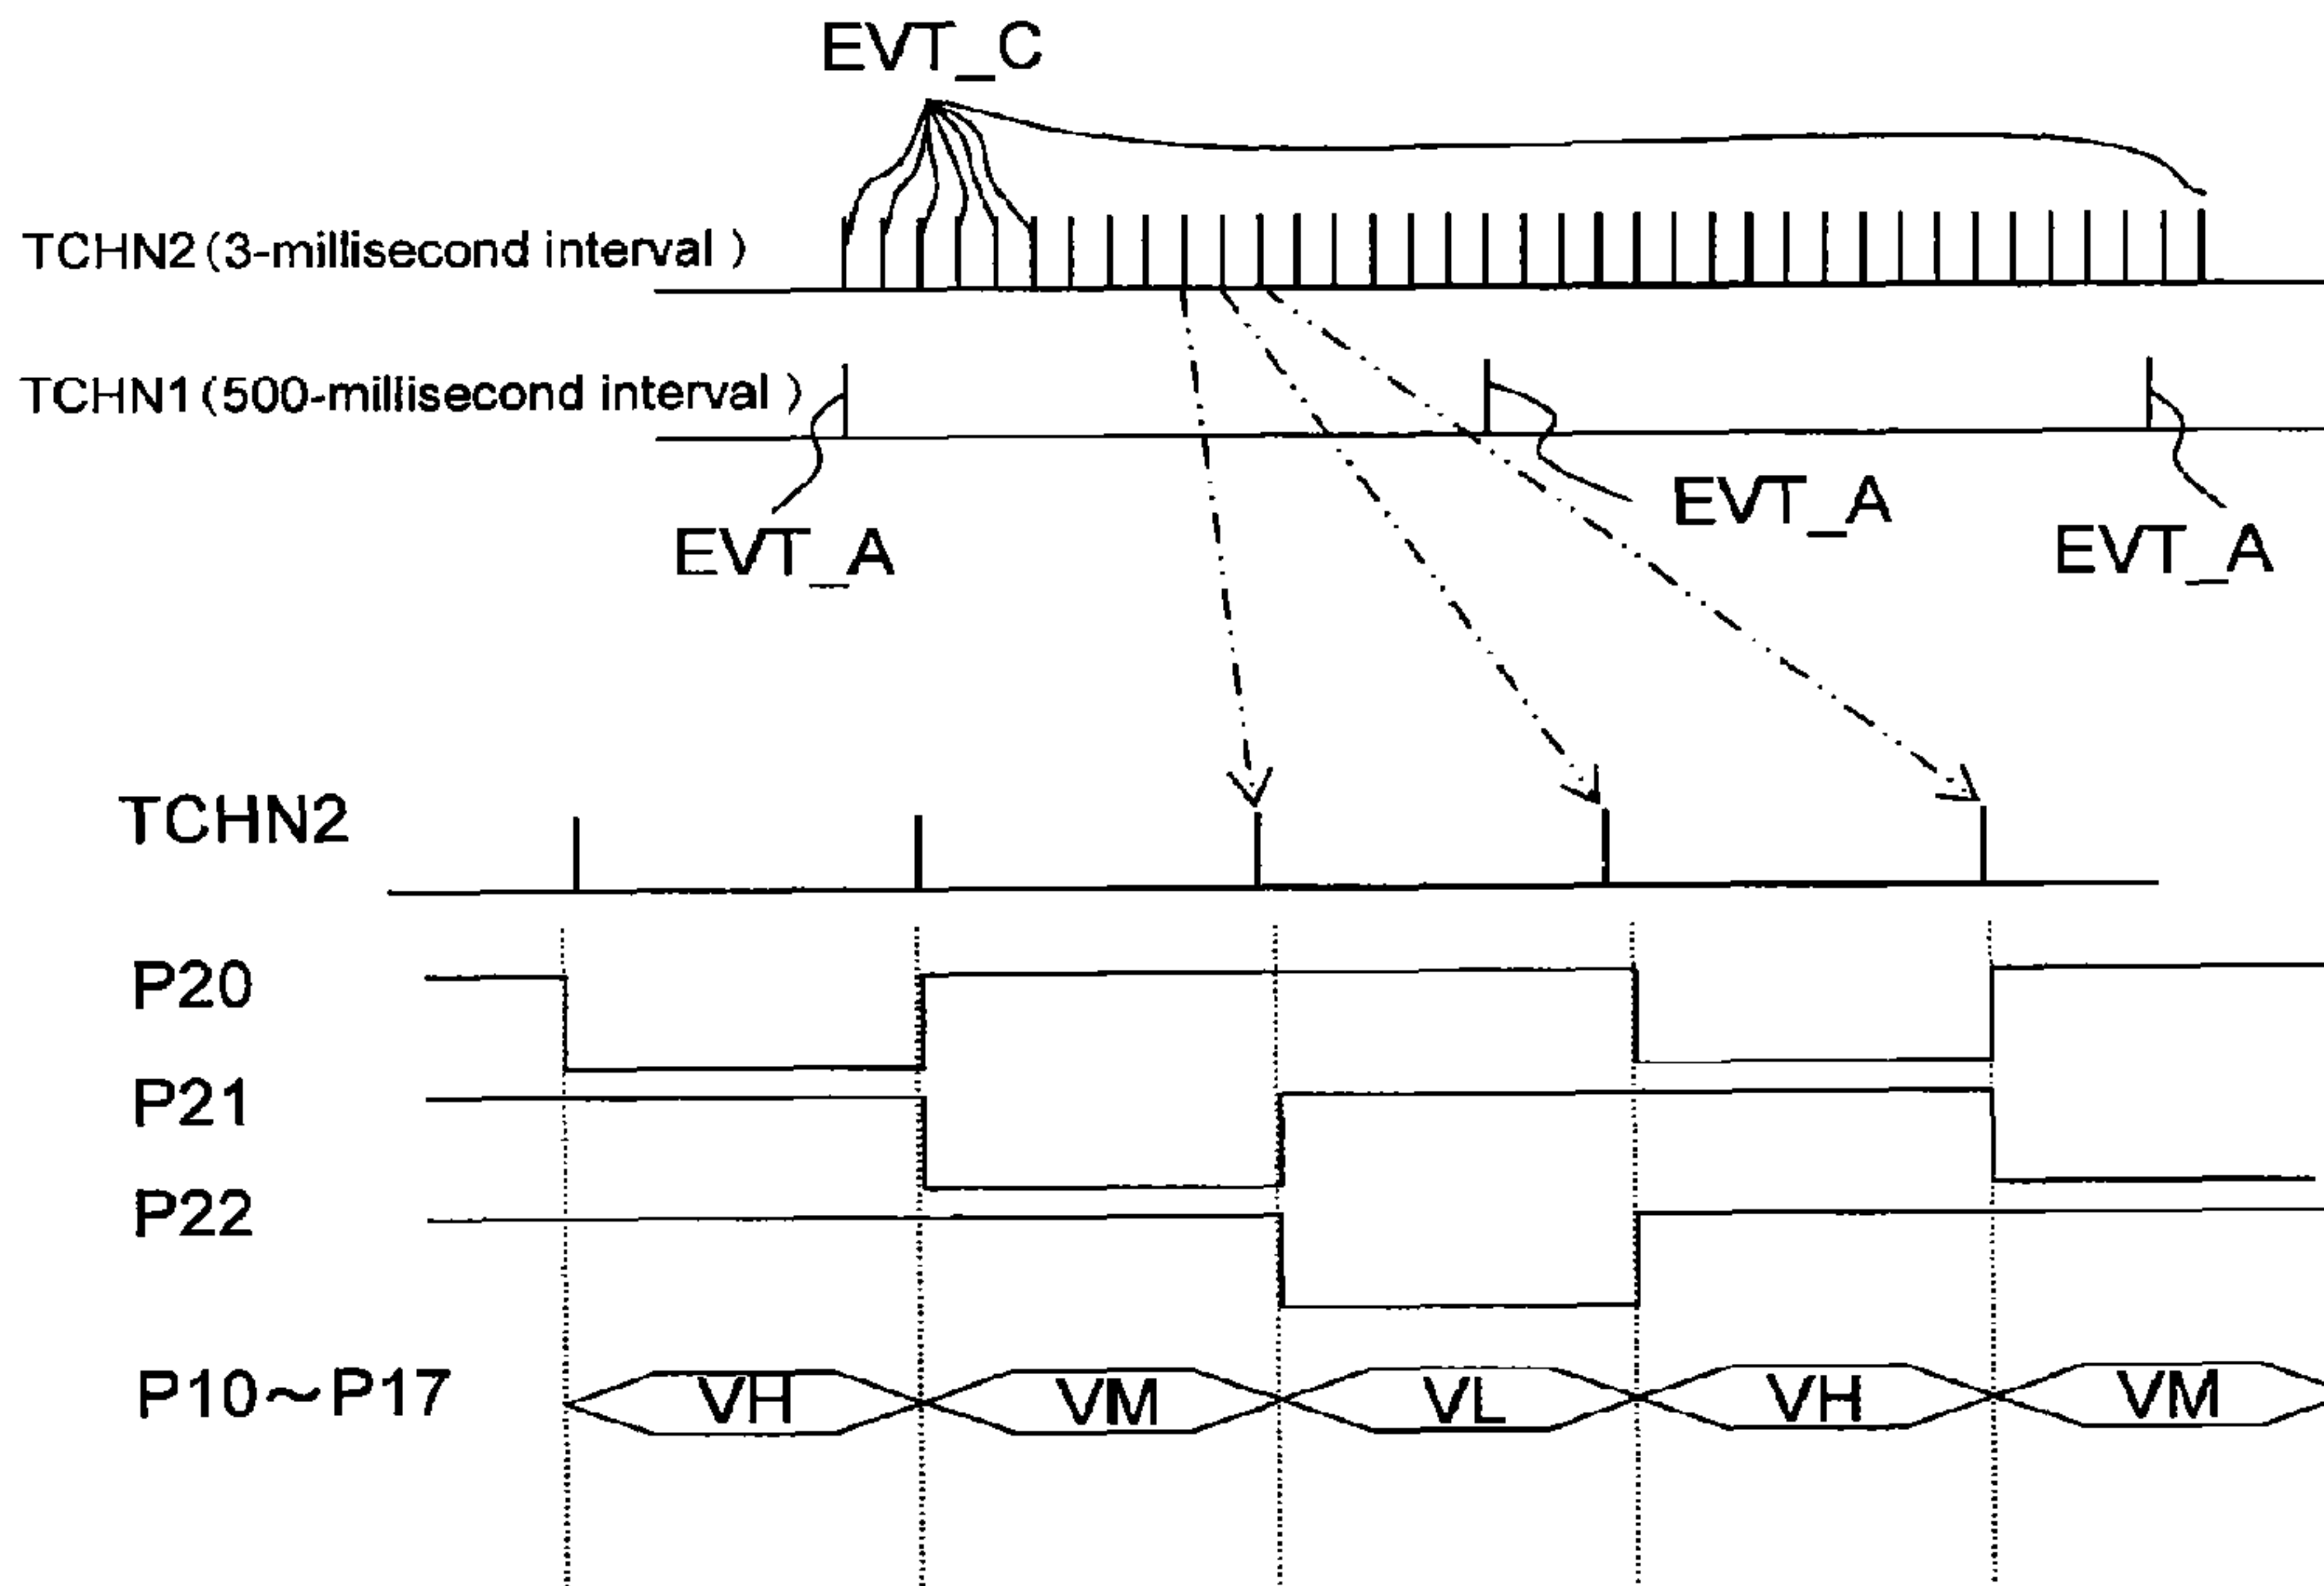 EVT_C
TCHN2(3-millisecond interval)
TCHN1(500-millisecond interval)
EVT_A
EVT_A
EVT_A
TCHN2
P20
P21
P22
P10～P17
VH
VM
VL
VH
VM